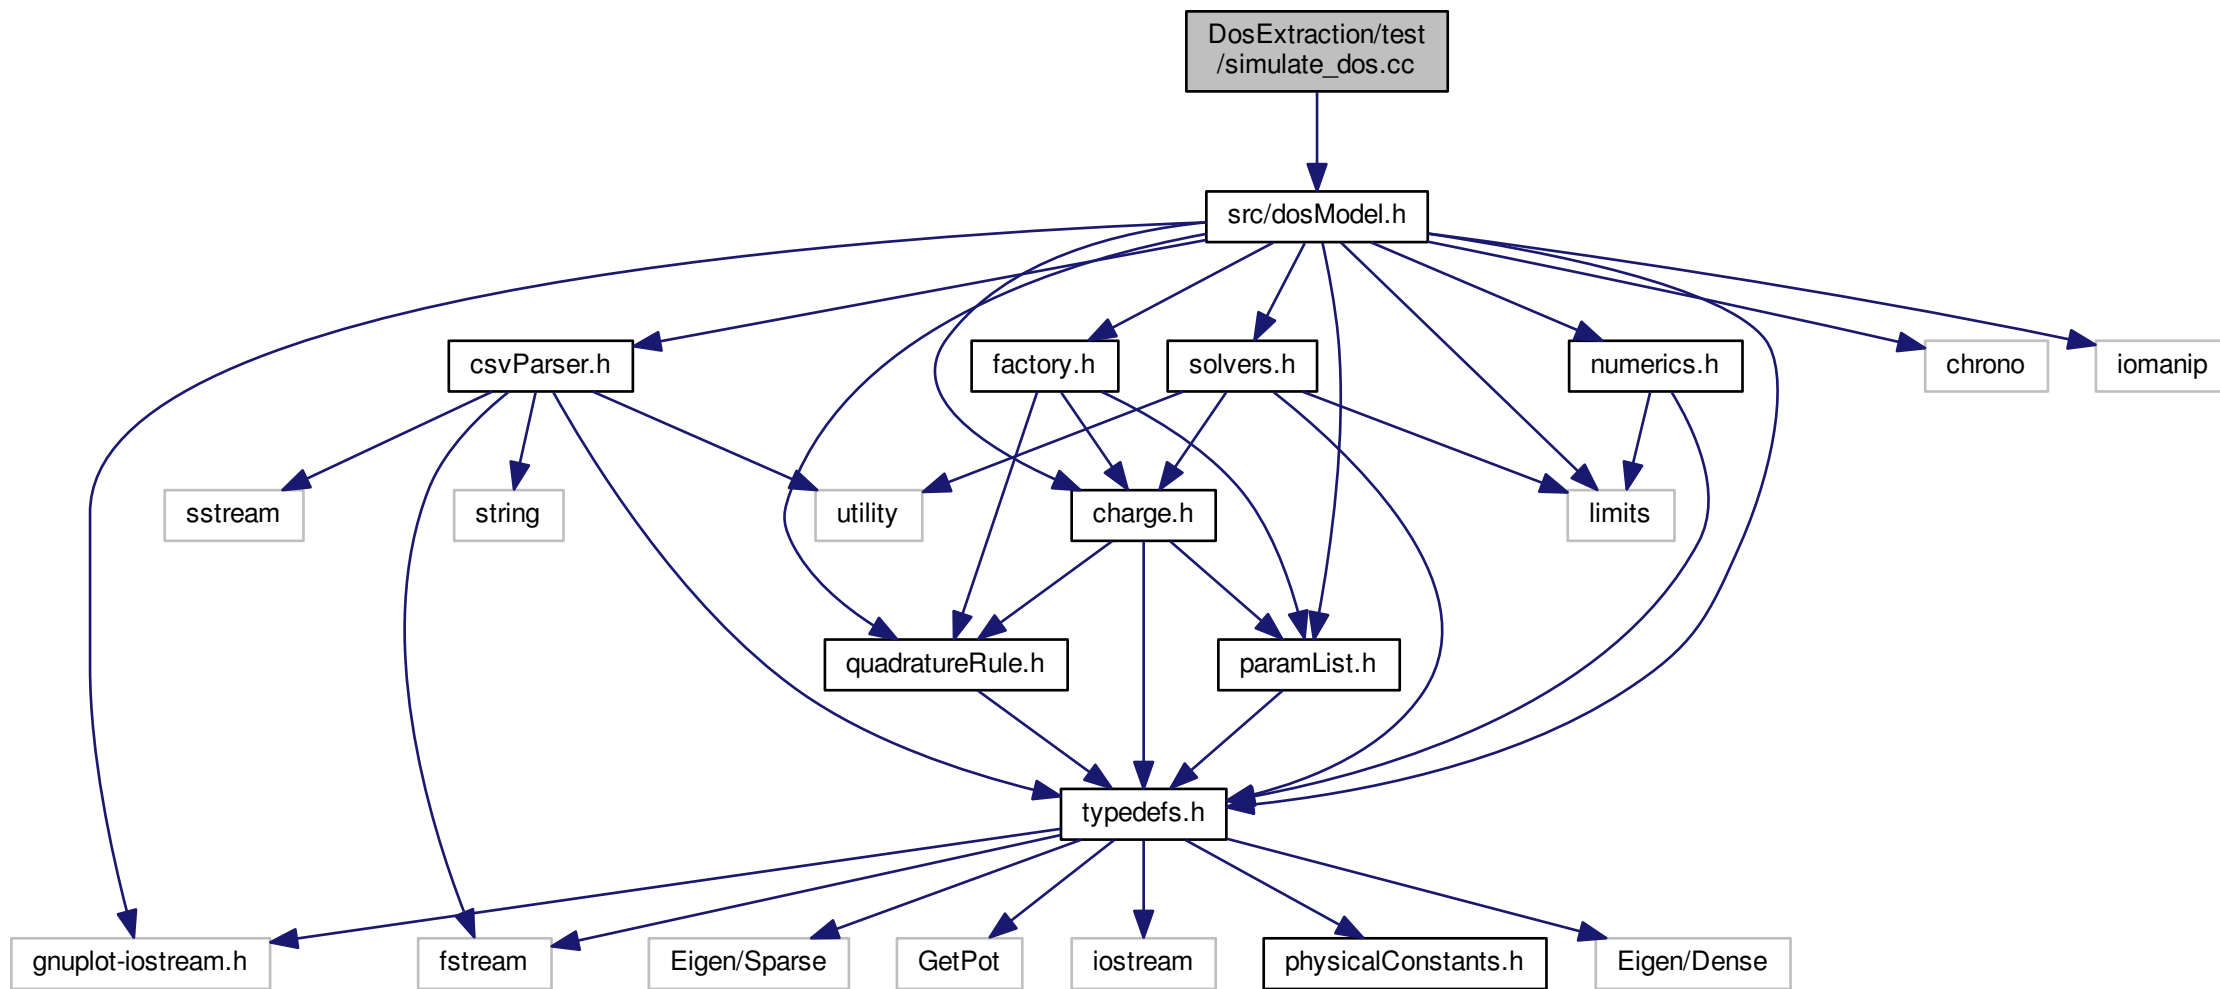 DosExtraction/test
/simulate_dos.cc
src/dosModel.h
csvParser.h
factory.h
solvers.h
numerics.h
chrono
iomanip
sstream
string
utility
charge.h
limits
quadratureRule.h
paramList.h
typedefs.h
gnuplot-iostream.h
fstream
Eigen/Sparse
GetPot
iostream
physicalConstants.h
Eigen/Dense